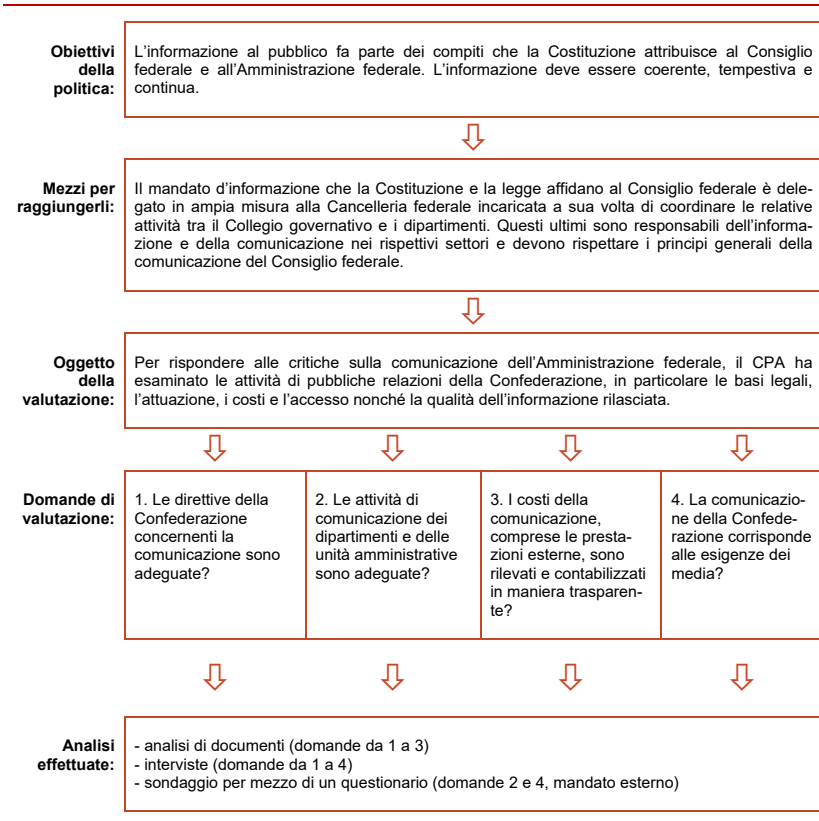 Obiettivi
della
politica:
L'informazione al pubblico fa parte dei compiti che la Costituzione attribuisce al Consiglio
federale e all'Amministrazione federale. L'informazione deve essere coerente, tempestiva e
continua.
Mezzi per
raggiungerli:
Il mandato d'informazione che la Costituzione e la legge affidano al Consiglio federale è dele-
gato in ampia misura alla Cancelleria federale incaricata a sua volta di coordinare le relative
attività tra il Collegio governativo e i dipartimenti. Questi ultimi sono responsabili dell'informa-
zione e della comunicazione nei rispettivi settori e devono rispettare i principi generali della
comunicazione del Consiglio federale.
Oggetto
della
valutazione:
Per rispondere alle critiche sulla comunicazione dell'Amministrazione federale, il CPA ha
esaminato le attività di pubbliche relazioni della Confederazione, in particolare le basi legali,
l'attuazione, i costi e l'accesso nonché la qualità dell'informazione rilasciata.
Domande di
valutazione:
1. Le direttive della
Confederazione
concernenti la
comunicazione sono
adeguate?
2. Le attività di
comunicazione dei
dipartimenti e delle
unità amministrative
sono adeguate?
3. I costi della
comunicazione,
comprese le presta-
zioni esterne, sono
rilevati e contabilizzati
in maniera trasparen-
te?
4. La comunicazio-
ne della Confede-
razione corrisponde
alle esigenze dei
media?
Analisi
effettuate:
- analisi di documenti (domande da 1 a 3)
- interviste (domande da 1 a 4)
- sondaggio per mezzo di un questionario (domande 2 e 4, mandato esterno)